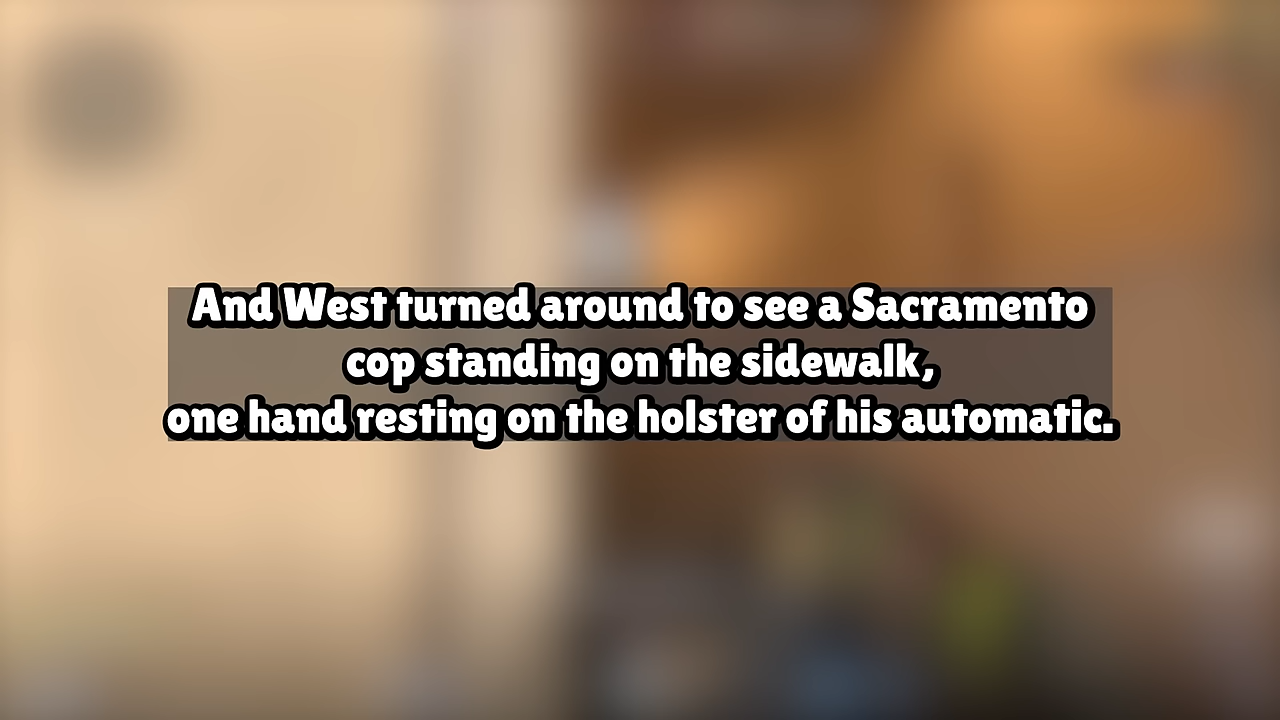 And West turned around to see a Sacramento
cop standing on the sidewalk,
one hand resting on the holster of his automatic.